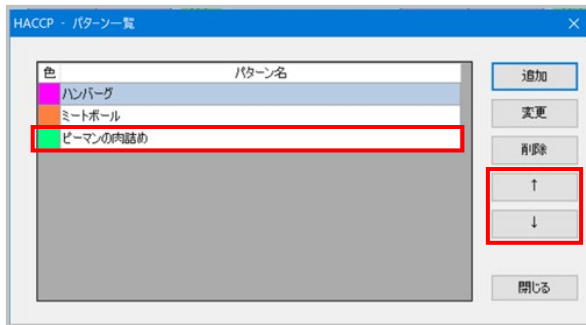 HACCP - パターン一覧
色 パターン名
ハンバーグ
ミートボール
ピーマンの肉詰め
追加
変更
削除
↑
↓
閉じる